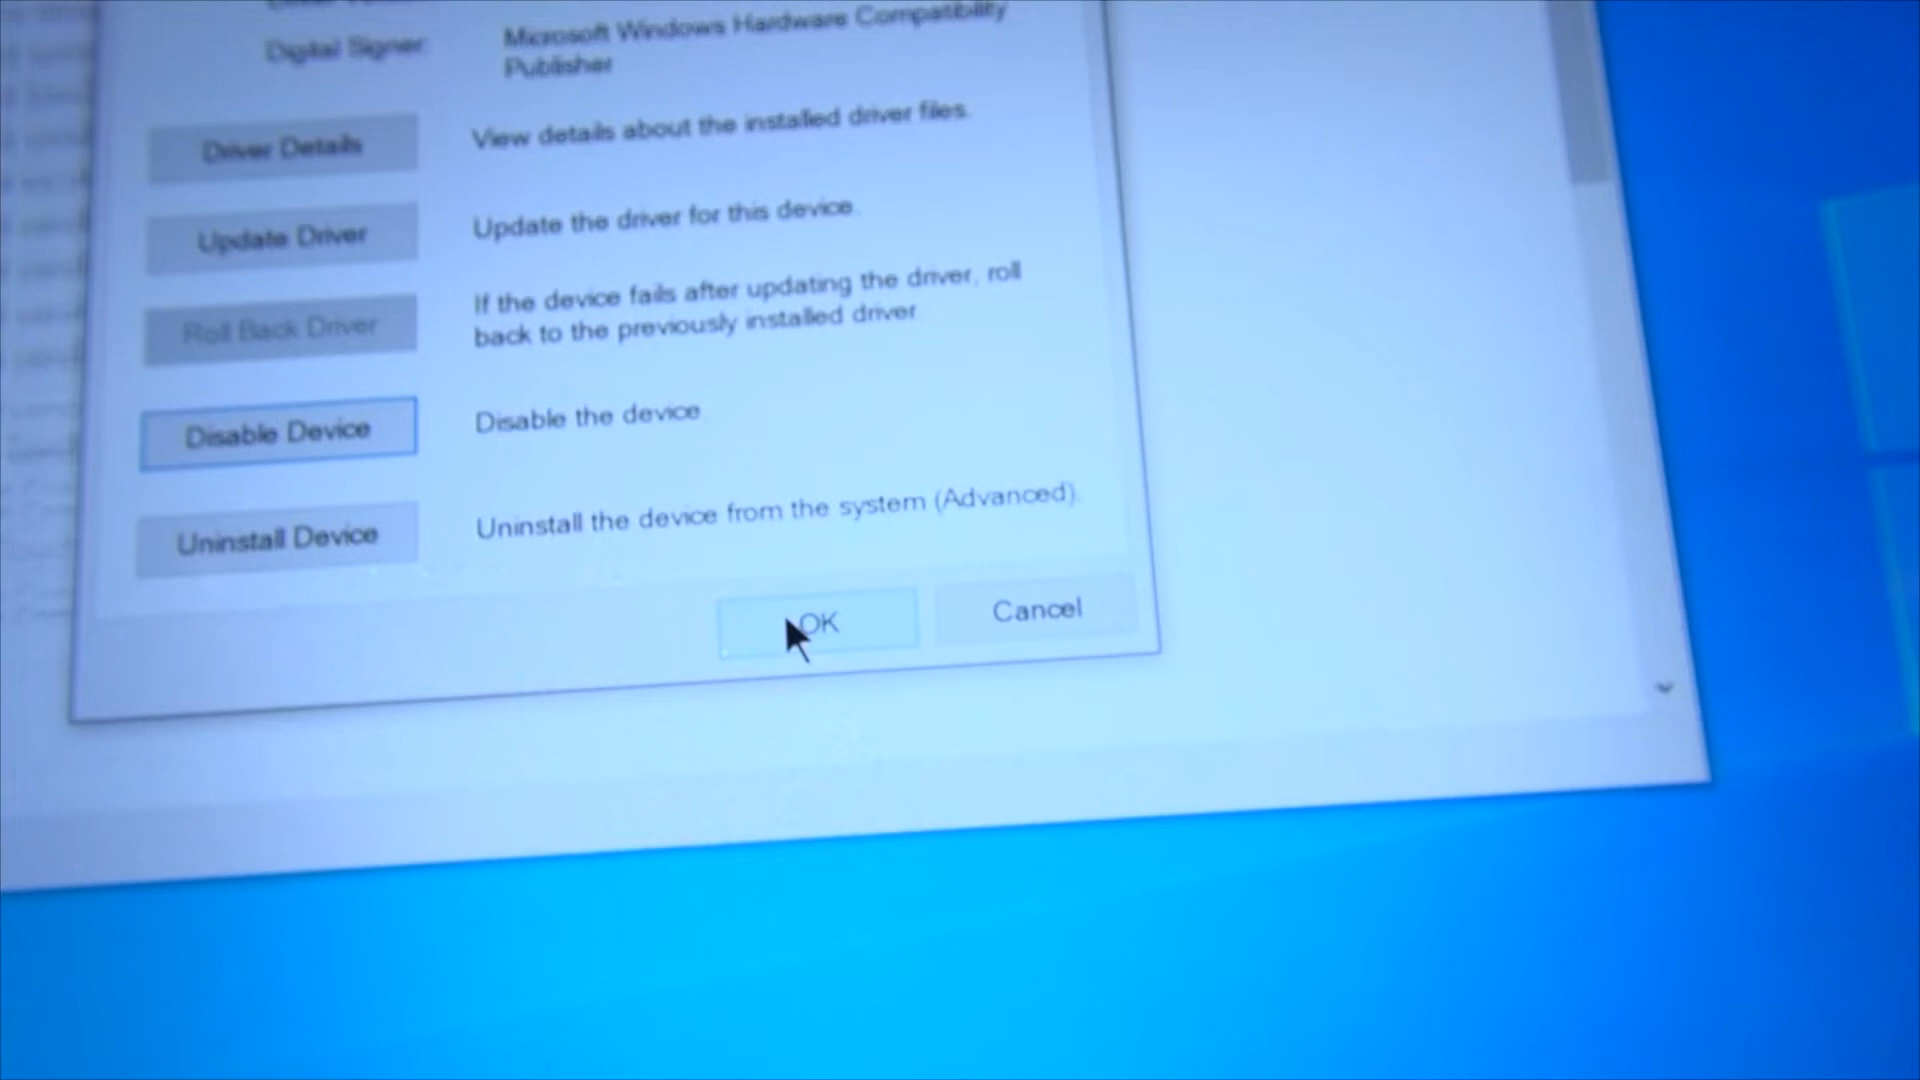 Digital Signer:
Microsoft Windows Hardware Compatibility
Publisher
Driver Details
View details about the installed driver files.
Update Driver
Update the driver for this device.
Roll Back Driver
If the device fails after updating the driver, roll
back to the previously installed driver.
Disable Device
Disable the device.
Uninstall Device
Uninstall the device from the system (Advanced).
OK
Cancel